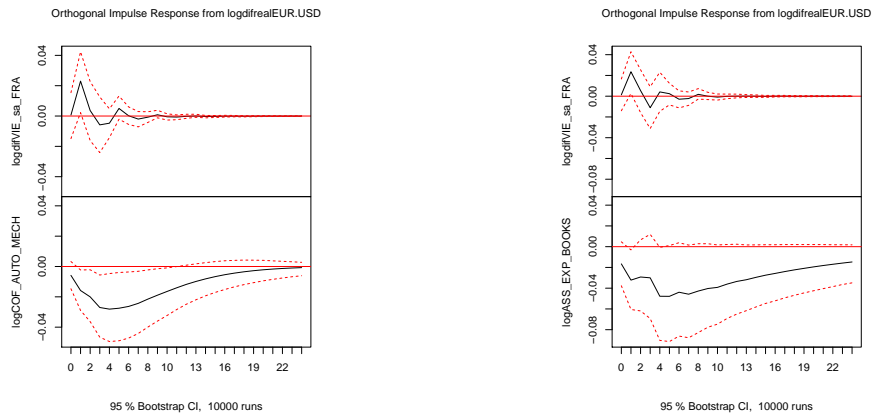 Orthogonal Impulse Response from logdifrealEUR.USD
logdifVIE_sa_FRA
0.04
0.00
−0.04
logCOF_AUTO_MECH
0.04
0.00
−0.04
0 2 4 6 8 10 13 16 19 22
95 % Bootstrap CI, 10000 runs
Orthogonal Impulse Response from logdifrealEUR.USD
logdifVIE_sa_FRA
0.04
0.00
−0.04
−0.08
logASS_EXP_BOOKS
0.04
0.00
−0.04
−0.08
0 2 4 6 8 10 13 16 19 22
95 % Bootstrap CI, 10000 runs